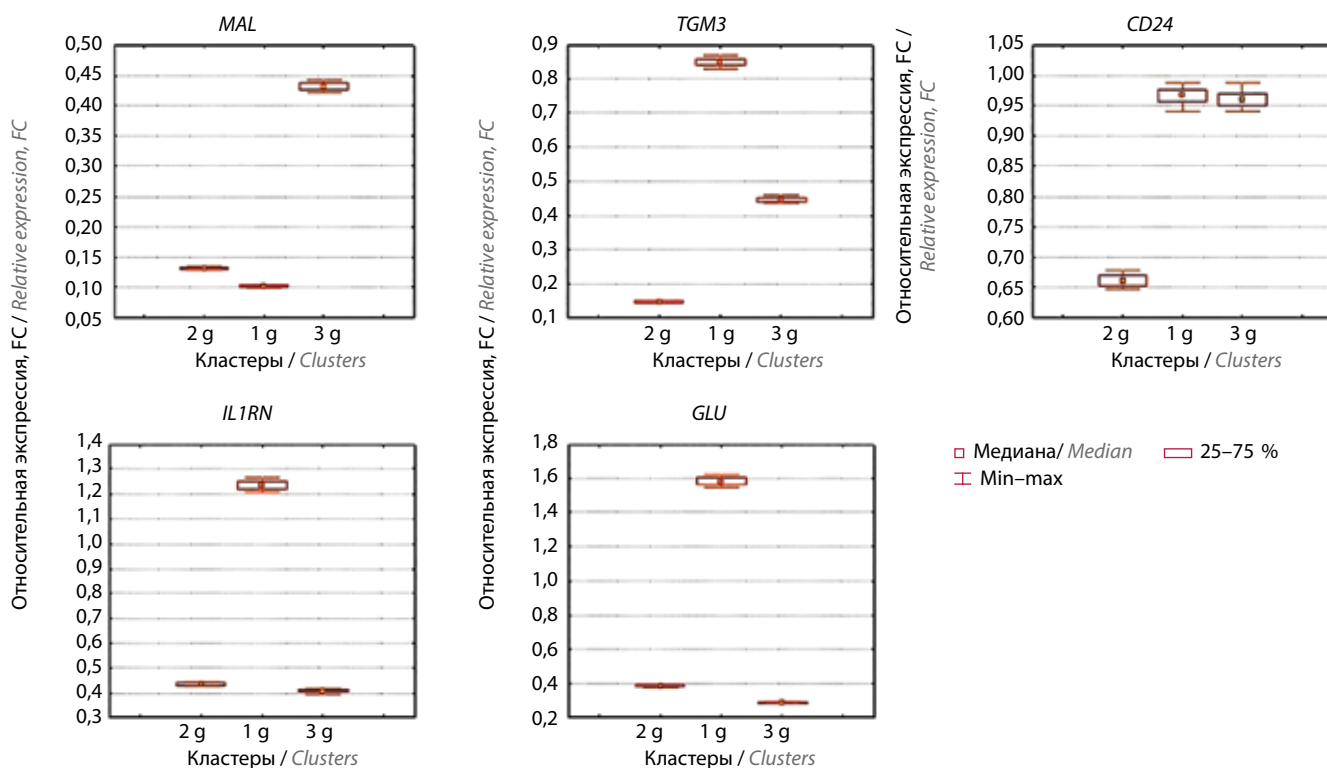 MAL
Относительная экспрессия, FC / Relative expression, FC
0,50
0,45
0,40
0,35
0,30
0,25
0,20
0,15
0,10
0,05
2 g 1 g 3 g
Кластеры / Clusters
TGM3
Относительная экспрессия, FC / Relative expression, FC
0,9
0,8
0,7
0,6
0,5
0,4
0,3
0,2
0,1
2 g 1 g 3 g
Кластеры / Clusters
CD24
Относительная экспрессия, FC /
Relative expression, FC
1,05
1,00
0,95
0,90
0,85
0,80
0,75
0,70
0,65
0,60
2 g 1 g 3 g
Кластеры / Clusters
IL1RN
1,4
1,3
1,2
1,1
1,0
0,9
0,8
0,7
0,6
0,5
0,4
0,3
2 g 1 g 3 g
Кластеры / Clusters
GLU
1,8
1,6
1,4
1,2
1,0
0,8
0,6
0,4
0,2
2 g 1 g 3 g
Кластеры / Clusters
Медиана/ Median 25–75 %
Min–max